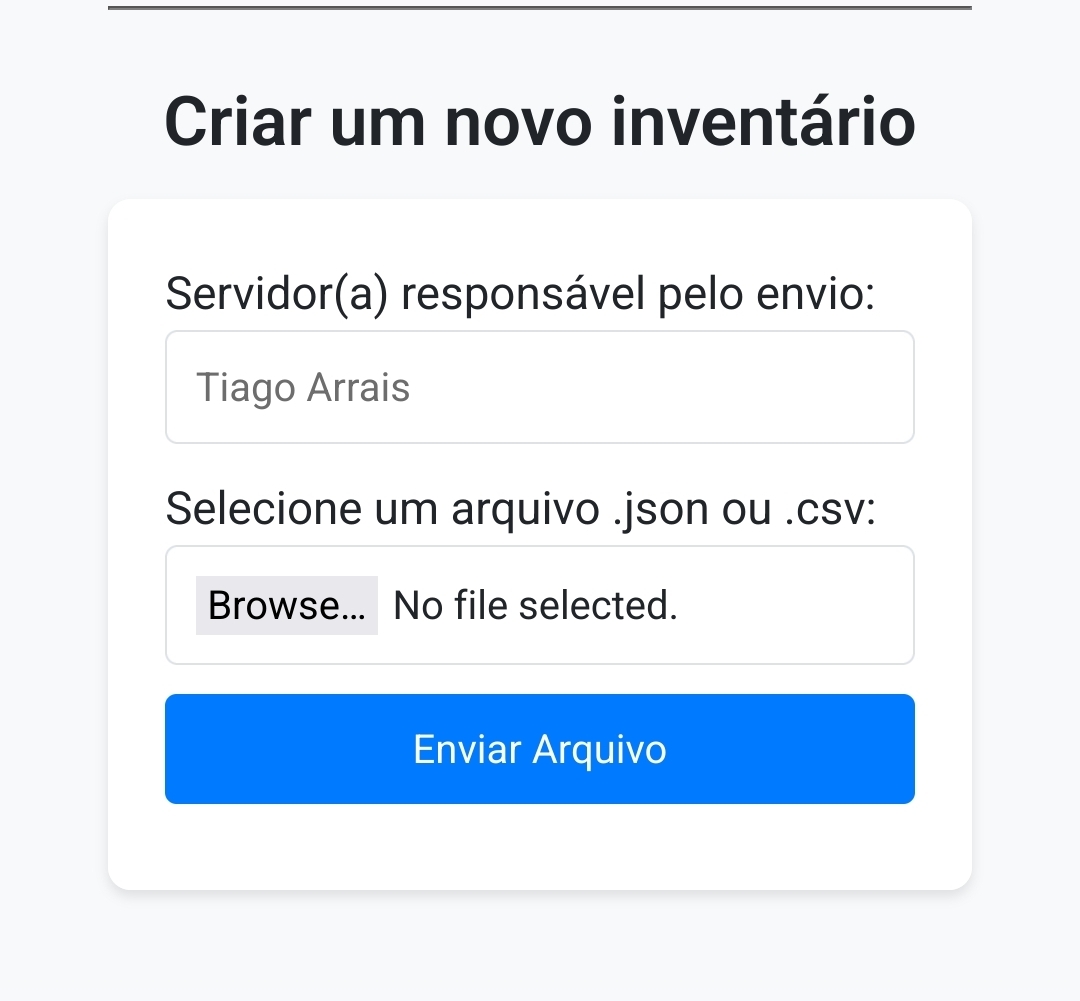 Criar um novo inventário
Servidor(a) responsável pelo envio:
Tiago Arrais
Selecione um arquivo .json ou .csv:
Browse... No file selected.
Enviar Arquivo